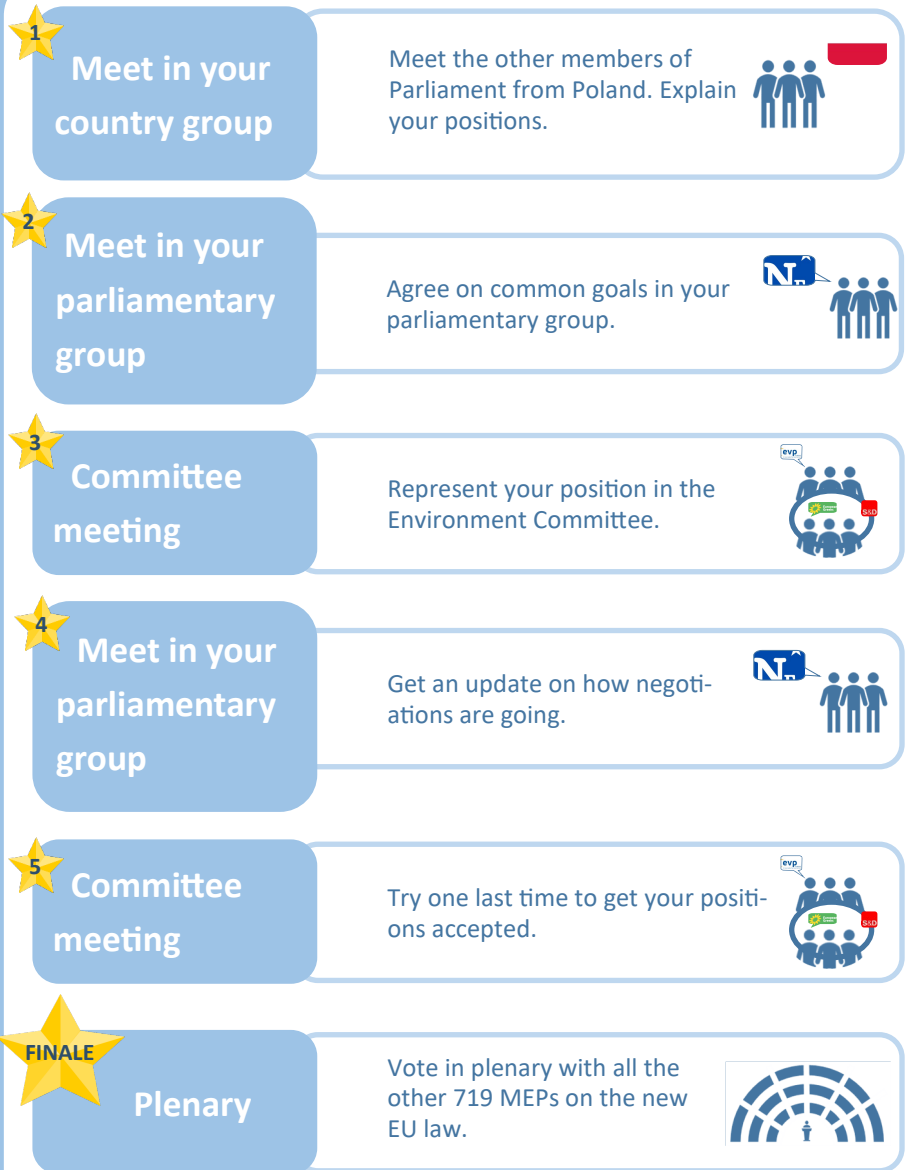 1
Meet in your
country group
Meet the other members of
Parliament from Poland. Explain
your positions.
2
Meet in your
parliamentary
group
Agree on common goals in your
parliamentary group.
3
Committee
meeting
Represent your position in the
Environment Committee.
evp
S&D
4
Meet in your
parliamentary
group
Get an update on how negoti-
ations are going.
5
Committee
meeting
Try one last time to get your positi-
ons accepted.
evp
S&D
FINALE
Plenary
Vote in plenary with all the
other 719 MEPs on the new
EU law.